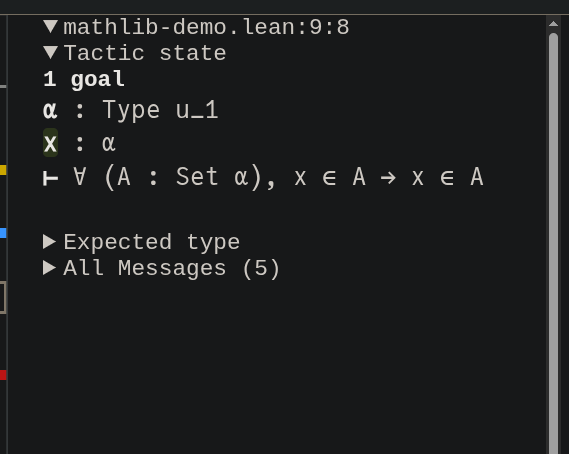 ▼mathlib-demo.lean:9:8
▼Tactic state
1 goal
α : Type u_1
x : α
⊢ ∀ (A : Set α), x ∈ A → x ∈ A
▶Expected type
▶All Messages (5)